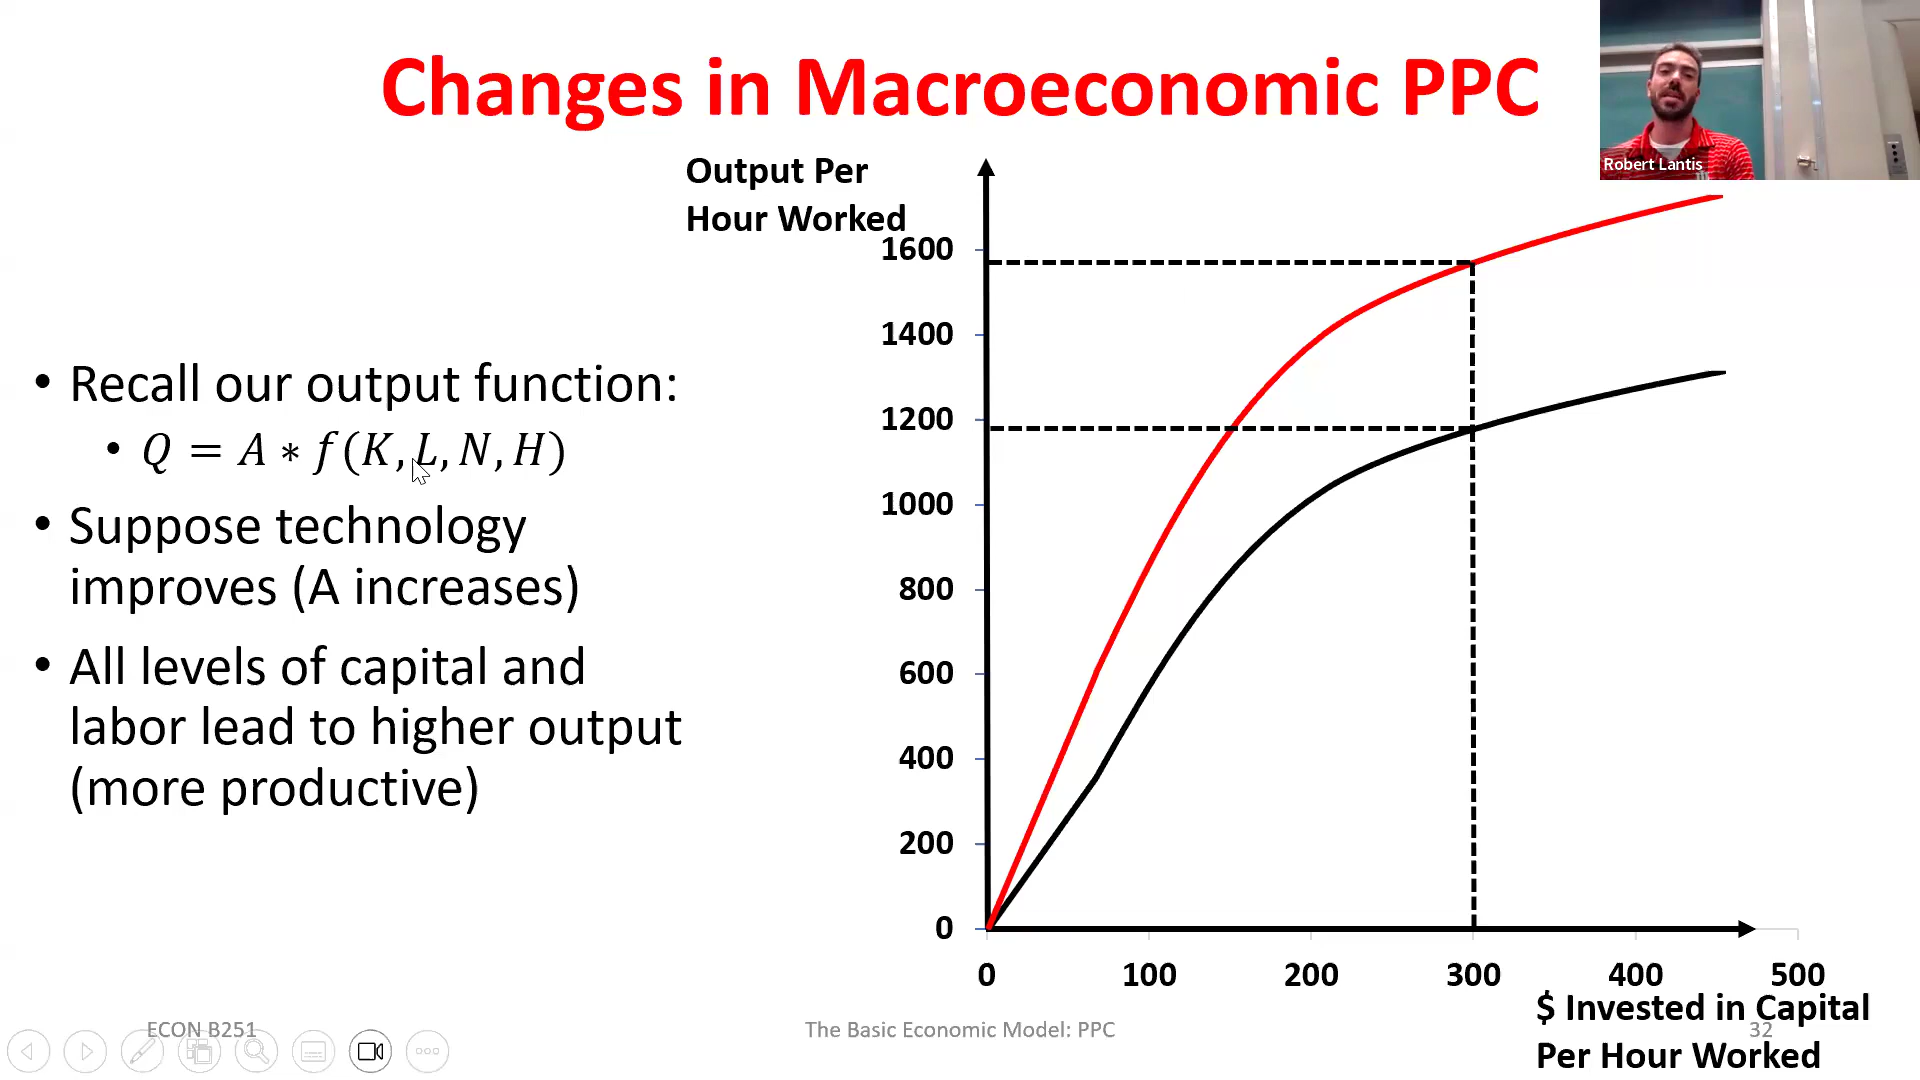 Changes in Macroeconomic PPC
Robert Lantis
Output Per
Hour Worked
1600
1400
1200
1000
800
600
400
200
0
0 100 200 300 400 500
$ Invested in Capital
Per Hour Worked
• Recall our output function:
• Q = A ∗ f(K, L, N, H)
• Suppose technology
improves (A increases)
• All levels of capital and
labor lead to higher output
(more productive)
ECON B251
The Basic Economic Model: PPC
32